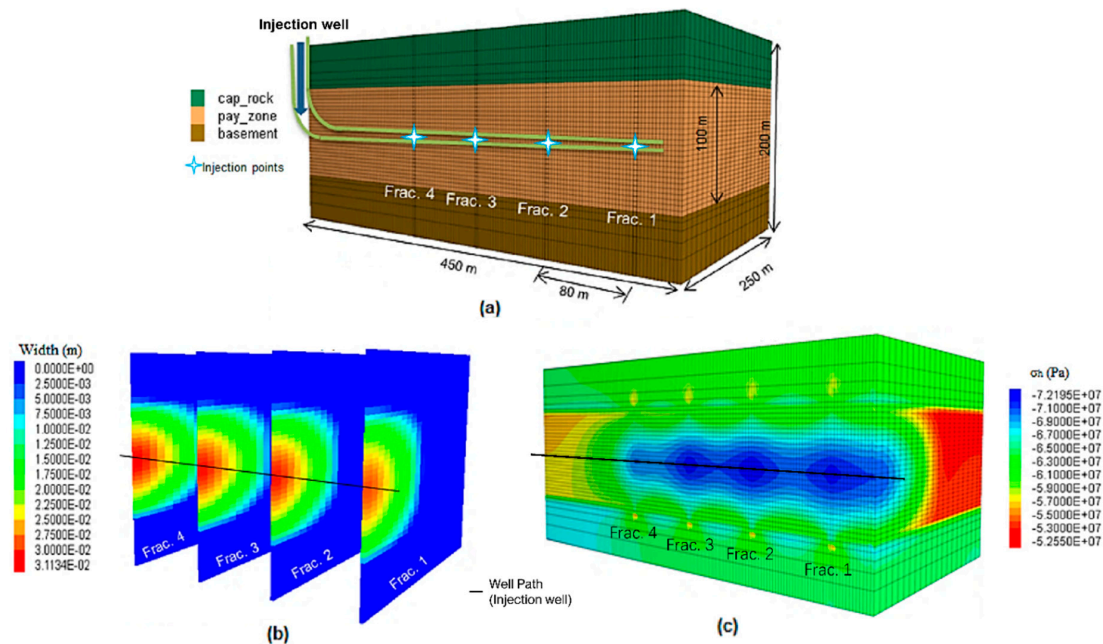 Injection well
cap_rock
pay_zone
basement
Injection points
Frac. 4
Frac. 3
Frac. 2
Frac. 1
100 m
200 m
450 m
80 m
250 m
(a)
Width (m)
0.0000E+00
2.5000E-03
5.0000E-03
7.5000E-03
1.0000E-02
1.2500E-02
1.5000E-02
1.7500E-02
2.0000E-02
2.2500E-02
2.5000E-02
2.7500E-02
3.0000E-02
3.1134E-02
Frac. 4
Frac. 3
Frac. 2
Frac. 1
Well Path
(Injection well)
(b)
Frac. 4
Frac. 3
Frac. 2
Frac. 1
(c)
σh (Pa)
-7.2195E+07
-7.1000E+07
-6.9000E+07
-6.7000E+07
-6.5000E+07
-6.3000E+07
-6.1000E+07
-5.9000E+07
-5.7000E+07
-5.5000E+07
-5.3000E+07
-5.2550E+07